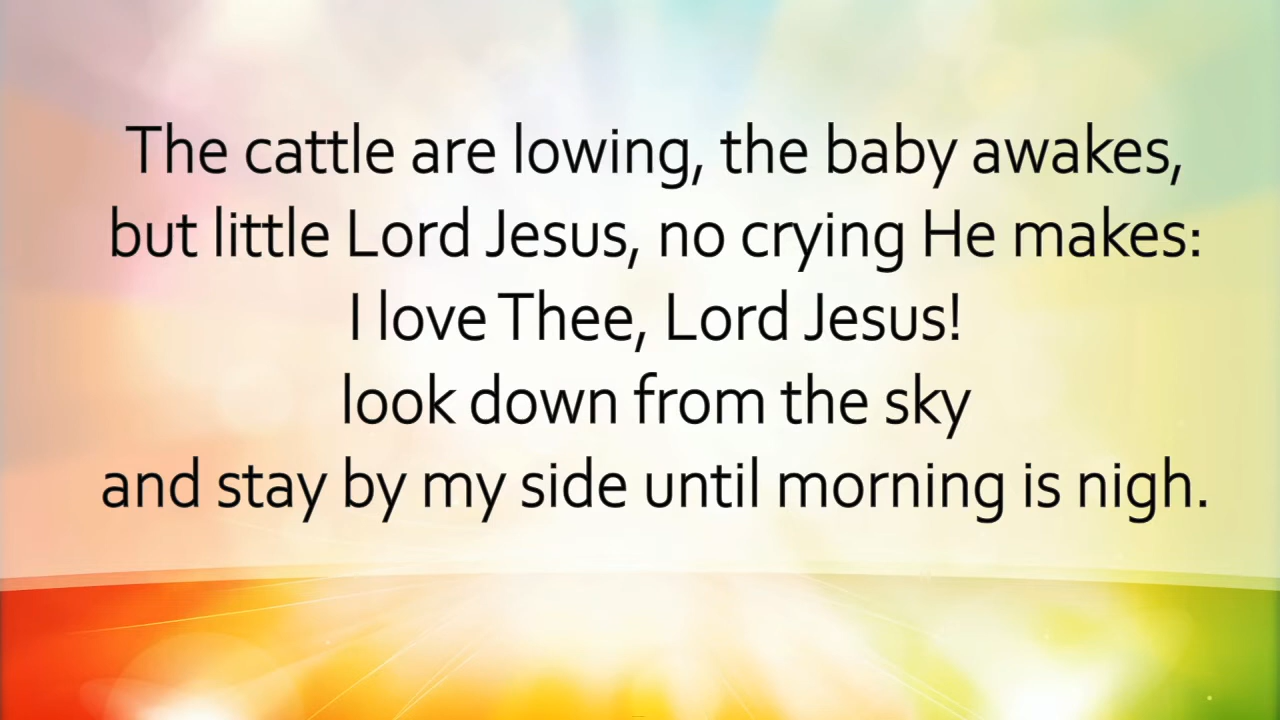 The cattle are lowing, the baby awakes,
but little Lord Jesus, no crying He makes:
I love Thee, Lord Jesus!
look down from the sky
and stay by my side until morning is nigh.